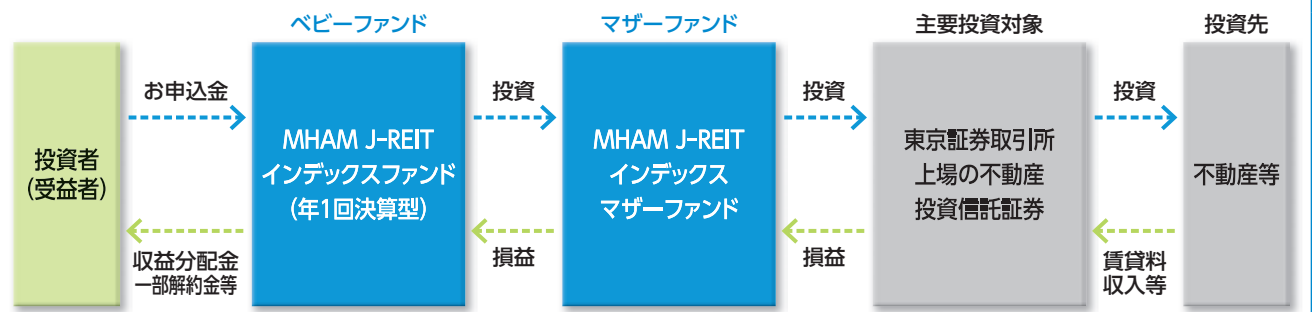 ベビーファンド
マザーファンド
主要投資対象
投資先
投資者
(受益者)
お申込金
収益分配金
一部解約金等
MHAM J-REIT
インデックスファンド
(年1回決算型)
投資
損益
MHAM J-REIT
インデックス
マザーファンド
投資
損益
東京証券取引所
上場の不動産
投資信託証券
投資
賃貸料
収入等
不動産等